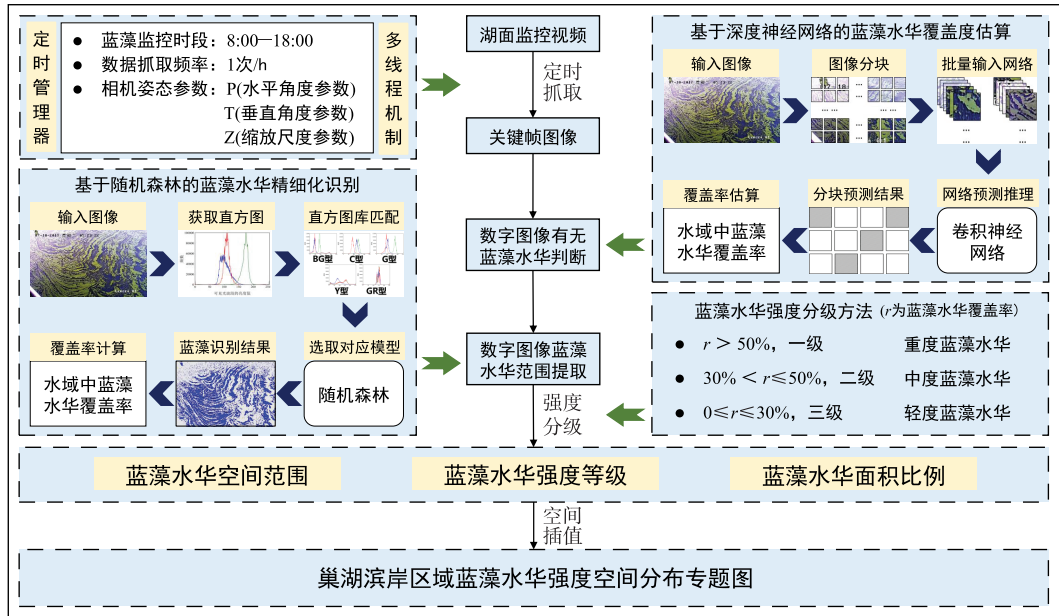 定时管理器
● 蓝藻监控时段：8:00—18:00
● 数据抓取频率：1次/h
● 相机姿态参数：P(水平角度参数)
T(垂直角度参数)
Z(缩放尺度参数)
多线程机制
湖面监控视频
定时
抓取
关键帧图像
数字图像有无
蓝藻水华判断
数字图像蓝藻
水华范围提取
强度
分级
基于深度神经网络的蓝藻水华覆盖度估算
输入图像
图像分块
批量输入网络
... ...
...
...
...
...
覆盖率估算
分块预测结果
网络预测推理
水域中蓝藻
水华覆盖率
卷积神经
网络
基于随机森林的蓝藻水华精细化识别
输入图像
获取直方图
直方图库匹配
BG型
C型
G型
Y型
GR型
覆盖率计算
蓝藻识别结果
选取对应模型
水域中蓝藻
水华覆盖率
随机森林
蓝藻水华强度分级方法 (r为蓝藻水华覆盖率)
● r > 50%，一级 重度蓝藻水华
● 30% < r≤50%，二级 中度蓝藻水华
● 0≤r≤30%，三级 轻度蓝藻水华
蓝藻水华空间范围
蓝藻水华强度等级
蓝藻水华面积比例
空间
插值
巢湖滨岸区域蓝藻水华强度空间分布专题图